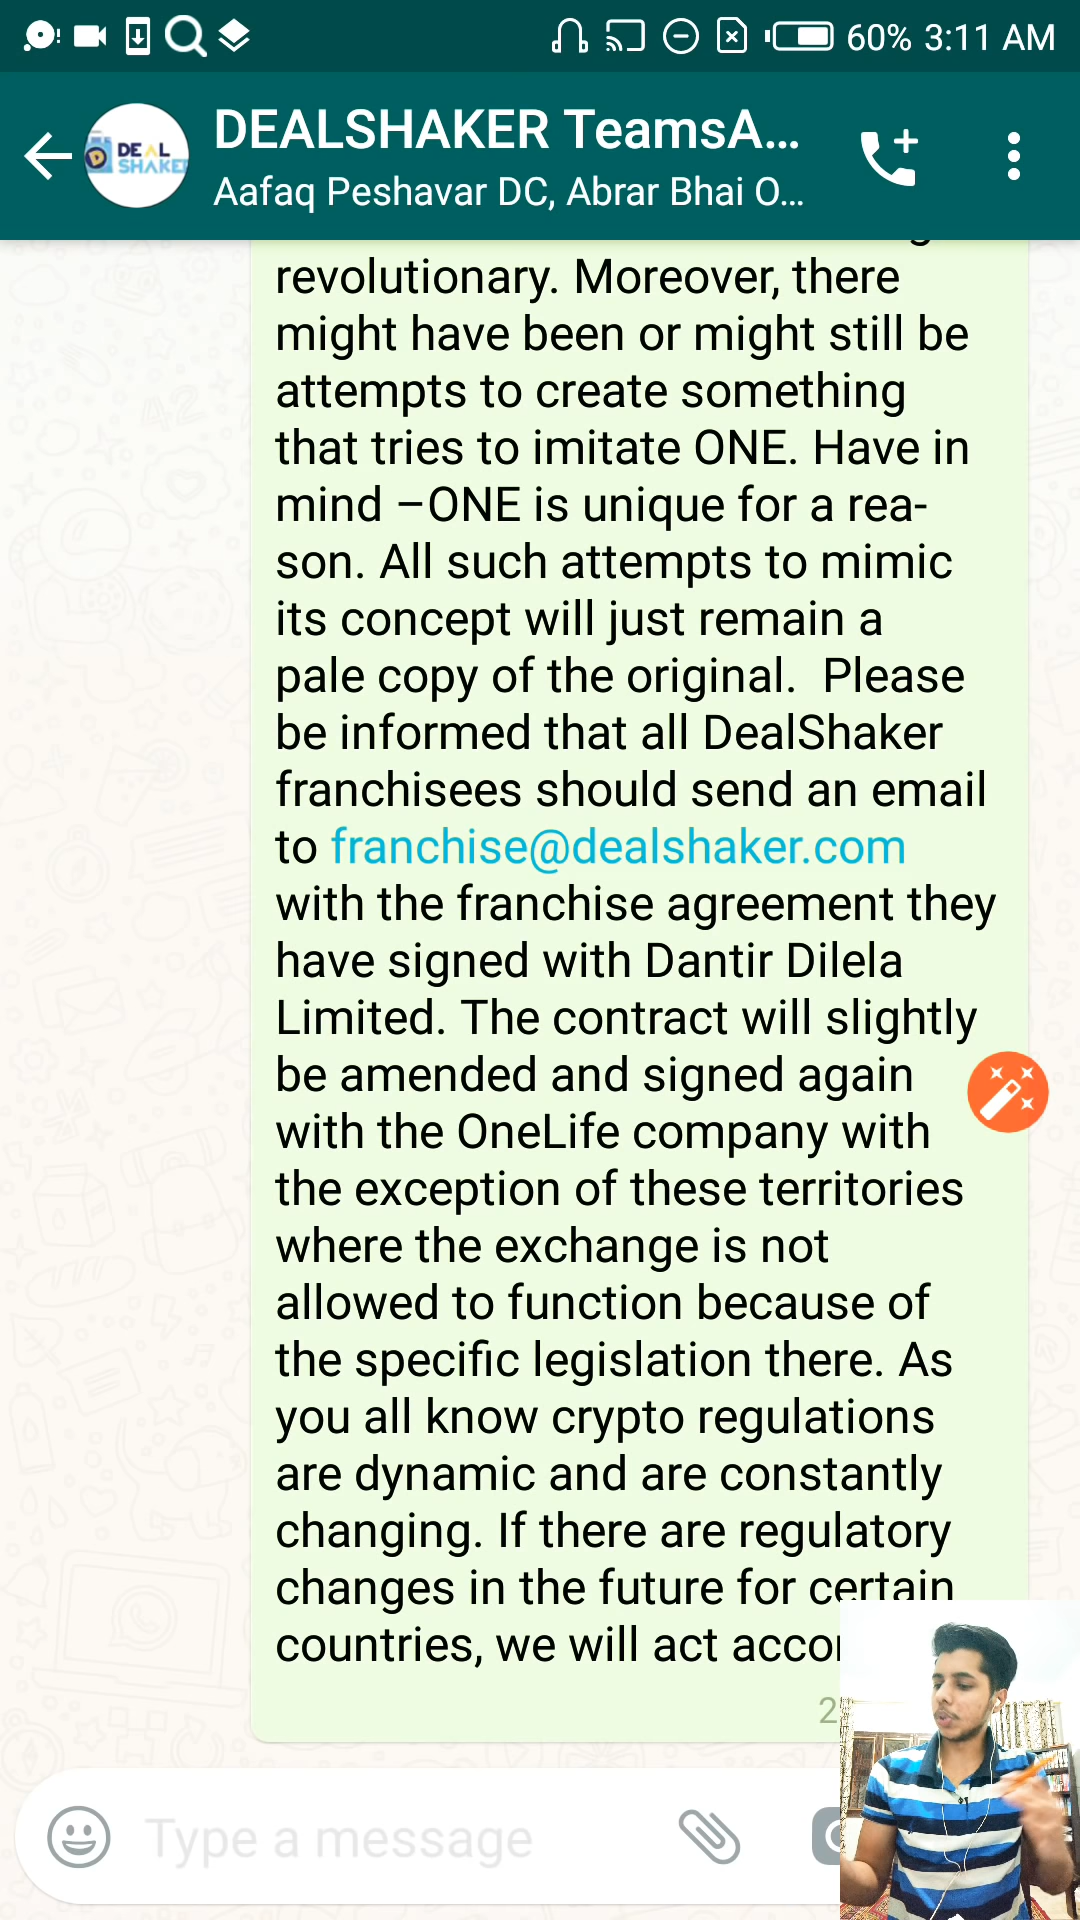 60% 3:11 AM
DEALSHAKER TeamsA...
DEAL
SHAKE
Aafaq Peshavar DC, Abrar Bhai O...
revolutionary. Moreover, there
might have been or might still be
attempts to create something
that tries to imitate ONE. Have in
mind –ONE is unique for a rea-
son. All such attempts to mimic
its concept will just remain a
pale copy of the original.  Please
be informed that all DealShaker
franchisees should send an email
to franchise@dealshaker.com
with the franchise agreement they
have signed with Dantir Dilela
Limited. The contract will slightly
be amended and signed again
with the OneLife company with
the exception of these territories
where the exchange is not
allowed to function because of
the specific legislation there. As
you all know crypto regulations
are dynamic and are constantly
changing. If there are regulatory
changes in the future for certain
countries, we will act accor
2
Type a message